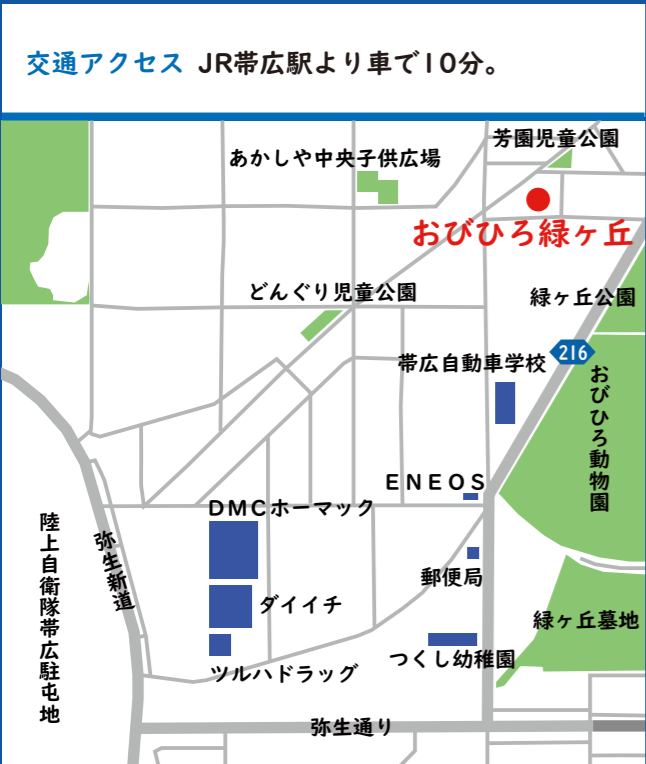 交通アクセス JR帯広駅より車で10分。
芳園児童公園
あかしや中央子供広場
おびひろ緑ヶ丘
どんぐり児童公園
緑ヶ丘公園
216
帯広自動車学校
おびひろ動物園
ENEOS
DMCホーマック
陸上自衛隊帯広駐屯地
弥生新道
郵便局
ダイイチ
緑ヶ丘墓地
つくし幼稚園
ツルハドラッグ
弥生通り